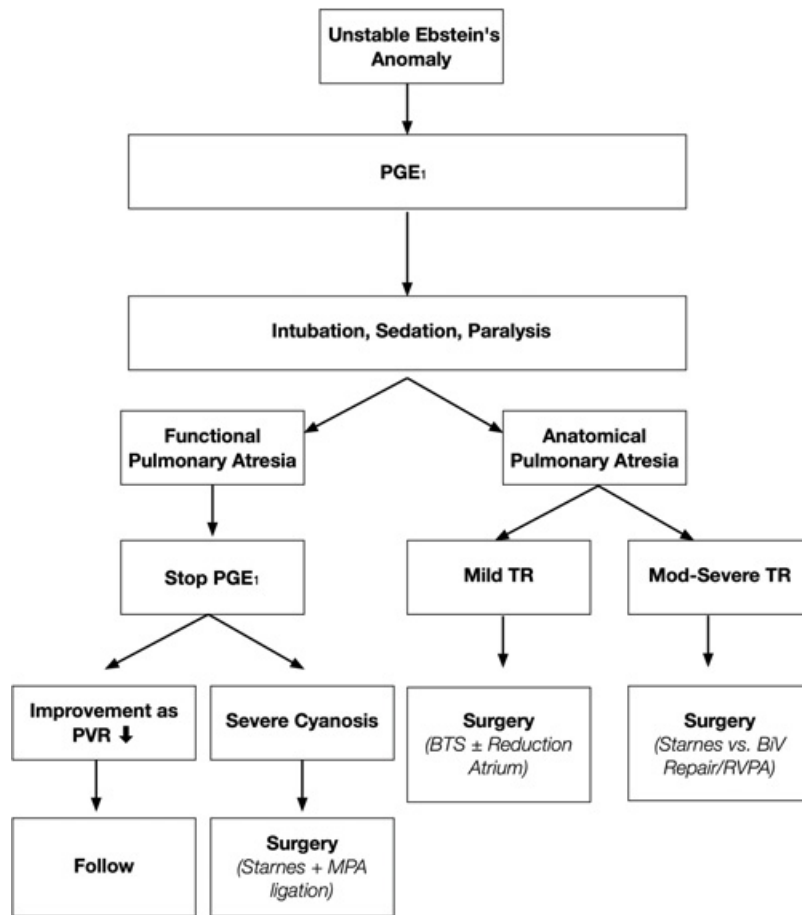 Unstable Ebstein's
Anomaly
PGE₁
Intubation, Sedation, Paralysis
Functional
Pulmonary Atresia
Anatomical
Pulmonary Atresia
Stop PGE₁
Mild TR
Mod-Severe TR
Improvement as
PVR ⬇
Severe Cyanosis
Surgery
(BTS ± Reduction
Atrium)
Surgery
(Starnes vs. BiV
Repair/RVPA)
Follow
Surgery
(Starnes + MPA
ligation)